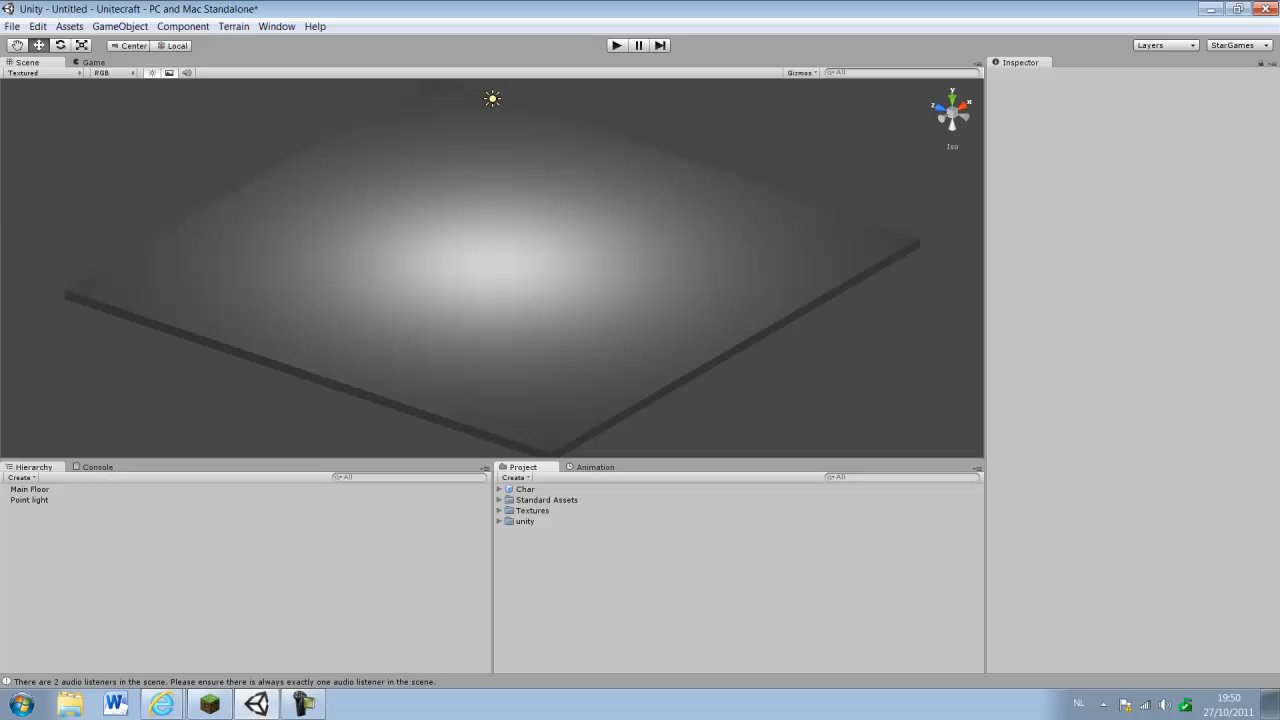 Unity - Untitled - Unitecraft - PC and Mac Standalone*
File Edit Assets GameObject Component Terrain Window Help
Center Local Layers StarGames
Scene Game Inspector
Textured RGB Gizmos All
y
z x
Iso
Hierarchy Console Project Animation
Create All Create All
Main Floor Char
Point light Standard Assets
Textures
unity
There are 2 audio listeners in the scene. Please ensure there is always exactly one audio listener in the scene.
NL 19:50
27/10/2011